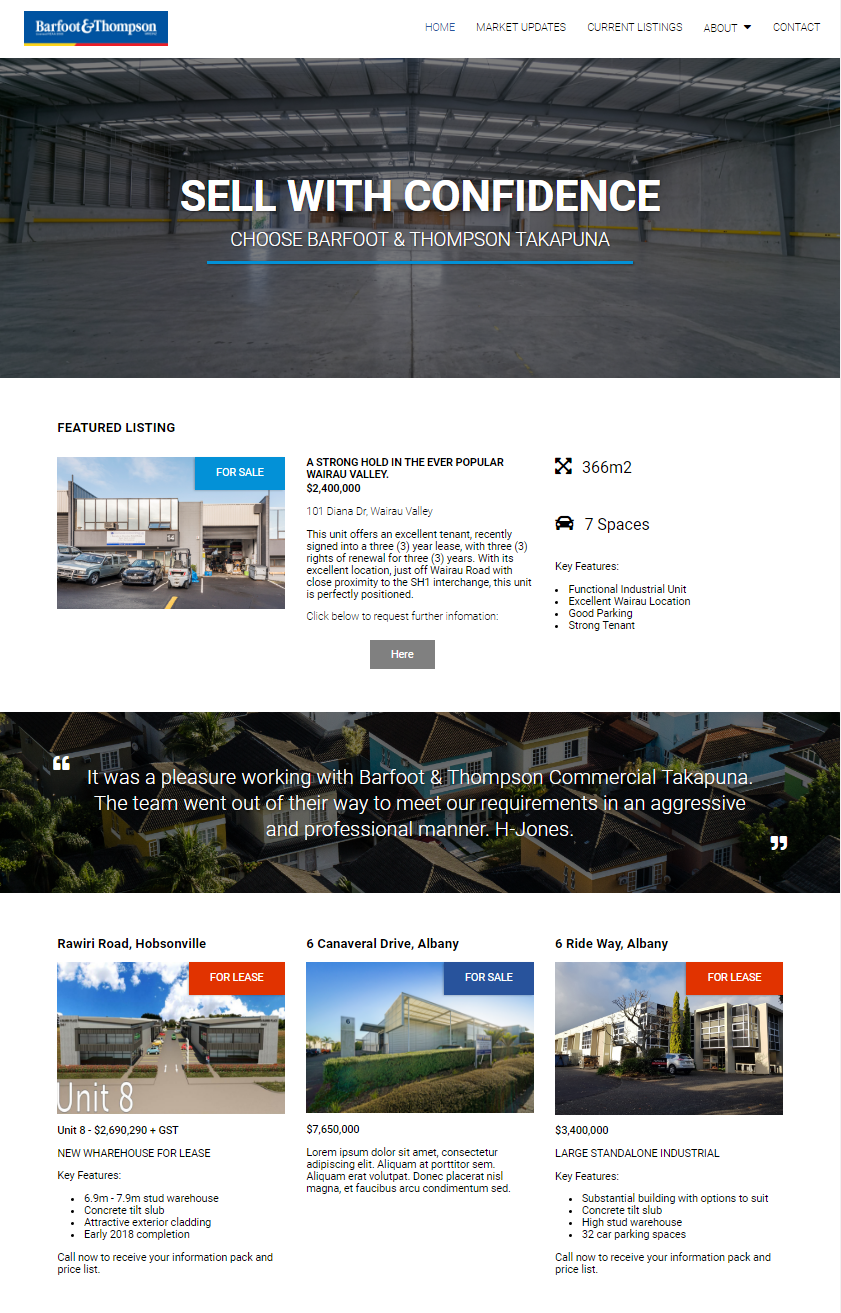 Barfoot&Thompson
HOME MARKET UPDATES CURRENT LISTINGS ABOUT CONTACT
SELL WITH CONFIDENCE
CHOOSE BARFOOT & THOMPSON TAKAPUNA
FEATURED LISTING
FOR SALE
14
A STRONG HOLD IN THE EVER POPULAR
WAIRAU VALLEY.
$2,400,000
101 Diana Dr, Wairau Valley
This unit offers an excellent tenant, recently
signed into a three (3) year lease, with three (3)
rights of renewal for three (3) years. With its
excellent location, just off Wairau Road with
close proximity to the SH1 interchange, this unit
is perfectly positioned.
Click below to request further infomation:
Here
366m2
7 Spaces
Key Features:
• Functional Industrial Unit
• Excellent Wairau Location
• Good Parking
• Strong Tenant
“ It was a pleasure working with Barfoot & Thompson Commercial Takapuna.
The team went out of their way to meet our requirements in an aggressive
and professional manner. H-Jones. ”
Rawiri Road, Hobsonville
FOR LEASE
Unit 8
Unit 8 - $2,690,290 + GST
NEW WHAREHOUSE FOR LEASE
Key Features:
• 6.9m - 7.9m stud warehouse
• Concrete tilt slub
• Attractive exterior cladding
• Early 2018 completion
Call now to receive your information pack and
price list.
6 Canaveral Drive, Albany
FOR SALE
6
$7,650,000
Lorem ipsum dolor sit amet, consectetur
adipiscing elit. Aliquam at porttitor sem.
Aliquam erat volutpat. Donec placerat nisl
magna, et faucibus arcu condimentum sed.
6 Ride Way, Albany
FOR LEASE
$3,400,000
LARGE STANDALONE INDUSTRIAL
Key Features:
• Substantial building with options to suit
• Concrete tilt slub
• High stud warehouse
• 32 car parking spaces
Call now to receive your information pack and
price list.